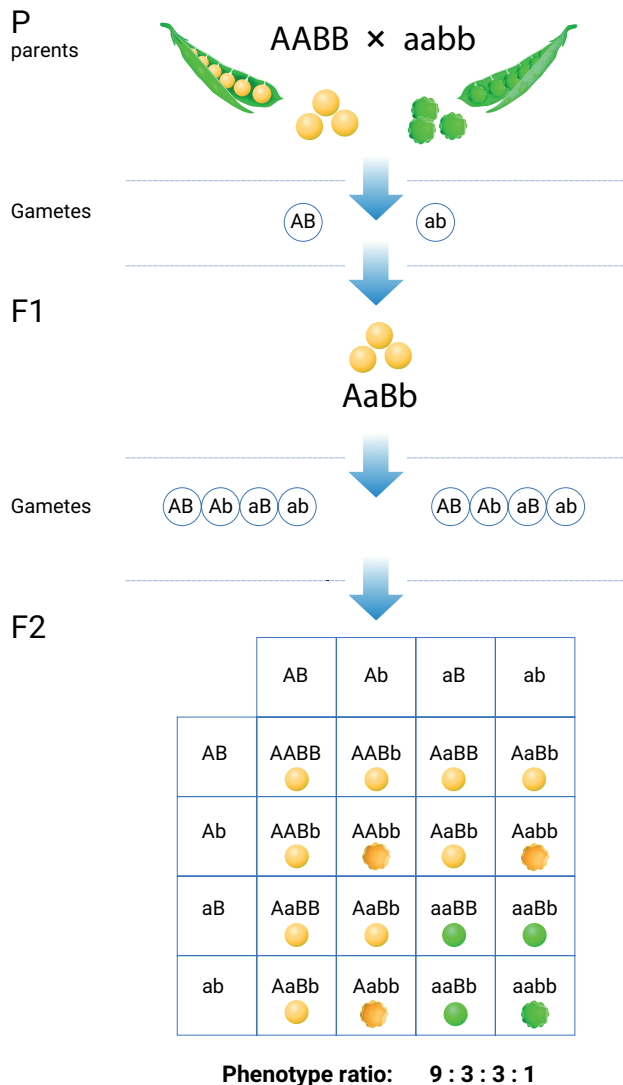 P
parents
AABB × aabb
Gametes
AB ab
F1
AaBb
Gametes
AB Ab aB ab AB Ab aB ab
F2
AB Ab aB ab
AB AABB AABb AaBB AaBb
Ab AABb AAbb AaBb Aabb
aB AaBB AaBb aaBB aaBb
ab AaBb Aabb aaBb aabb
Phenotype ratio: 9 : 3 : 3 : 1